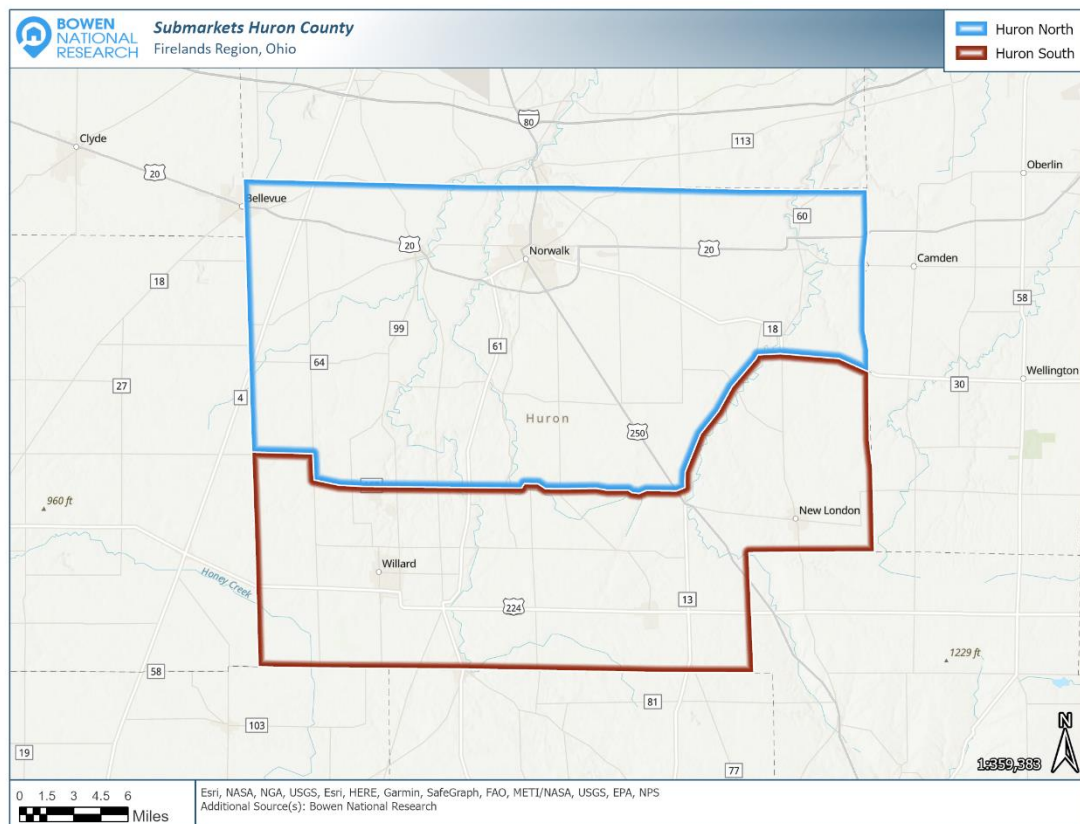 BOWEN
NATIONAL
RESEARCH
Submarkets Huron County
Firelands Region, Ohio
Huron North
Huron South
80
Clyde
113
20
Oberlin
Bellevue
60
20
Norwalk
20
Camden
18
58
99
18
61
64
27
4
30
Wellington
Huron
250
960 ft
New London
Willard
Honey Creek
224
13
58
1229 ft
81
103
19
77
N
1:359,383
0 1.5 3 4.5 6
Miles
Esri, NASA, NGA, USGS, Esri, HERE, Garmin, SafeGraph, FAO, METI/NASA, USGS, EPA, NPS
Additional Source(s): Bowen National Research